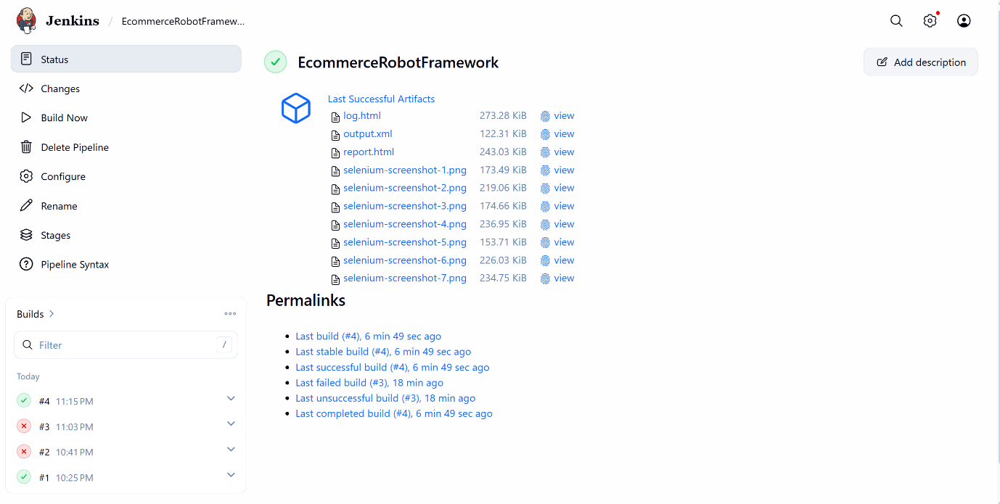 Jenkins / EcommerceRobotFramew...
Status
Changes
Build Now
Delete Pipeline
Configure
Rename
Stages
Pipeline Syntax
Builds
Filter /
Today
#4 11:15 PM
#3 11:03 PM
#2 10:41 PM
#1 10:25 PM
EcommerceRobotFramework
Add description
Last Successful Artifacts
log.html 273.28 KiB view
output.xml 122.31 KiB view
report.html 243.03 KiB view
selenium-screenshot-1.png 173.49 KiB view
selenium-screenshot-2.png 219.06 KiB view
selenium-screenshot-3.png 174.66 KiB view
selenium-screenshot-4.png 236.95 KiB view
selenium-screenshot-5.png 153.71 KiB view
selenium-screenshot-6.png 226.03 KiB view
selenium-screenshot-7.png 234.75 KiB view
Permalinks
Last build (#4), 6 min 49 sec ago
Last stable build (#4), 6 min 49 sec ago
Last successful build (#4), 6 min 49 sec ago
Last failed build (#3), 18 min ago
Last unsuccessful build (#3), 18 min ago
Last completed build (#4), 6 min 49 sec ago